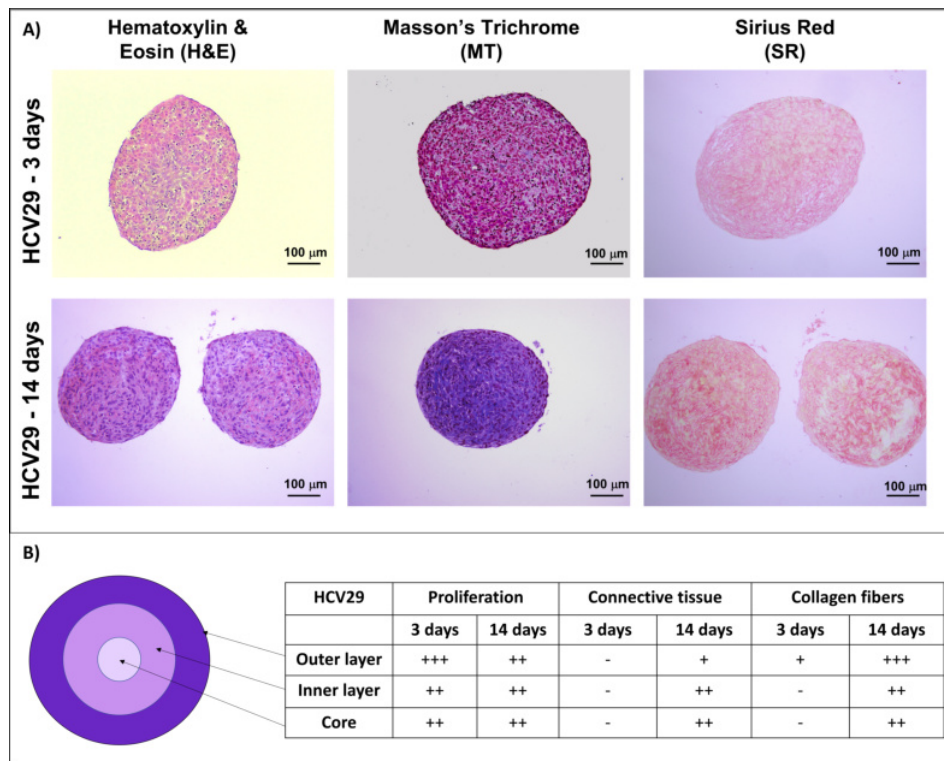 A)
Hematoxylin &
Eosin (H&E)
Masson's Trichrome
(MT)
Sirius Red
(SR)
HCV29 - 3 days
100 μm
100 μm
100 μm
HCV29 - 14 days
100 μm
100 μm
100 μm
B)
HCV29 Proliferation Connective tissue Collagen fibers
3 days 14 days 3 days 14 days 3 days 14 days
Outer layer +++ ++ - + + +++
Inner layer ++ ++ - ++ - ++
Core ++ ++ - ++ - ++